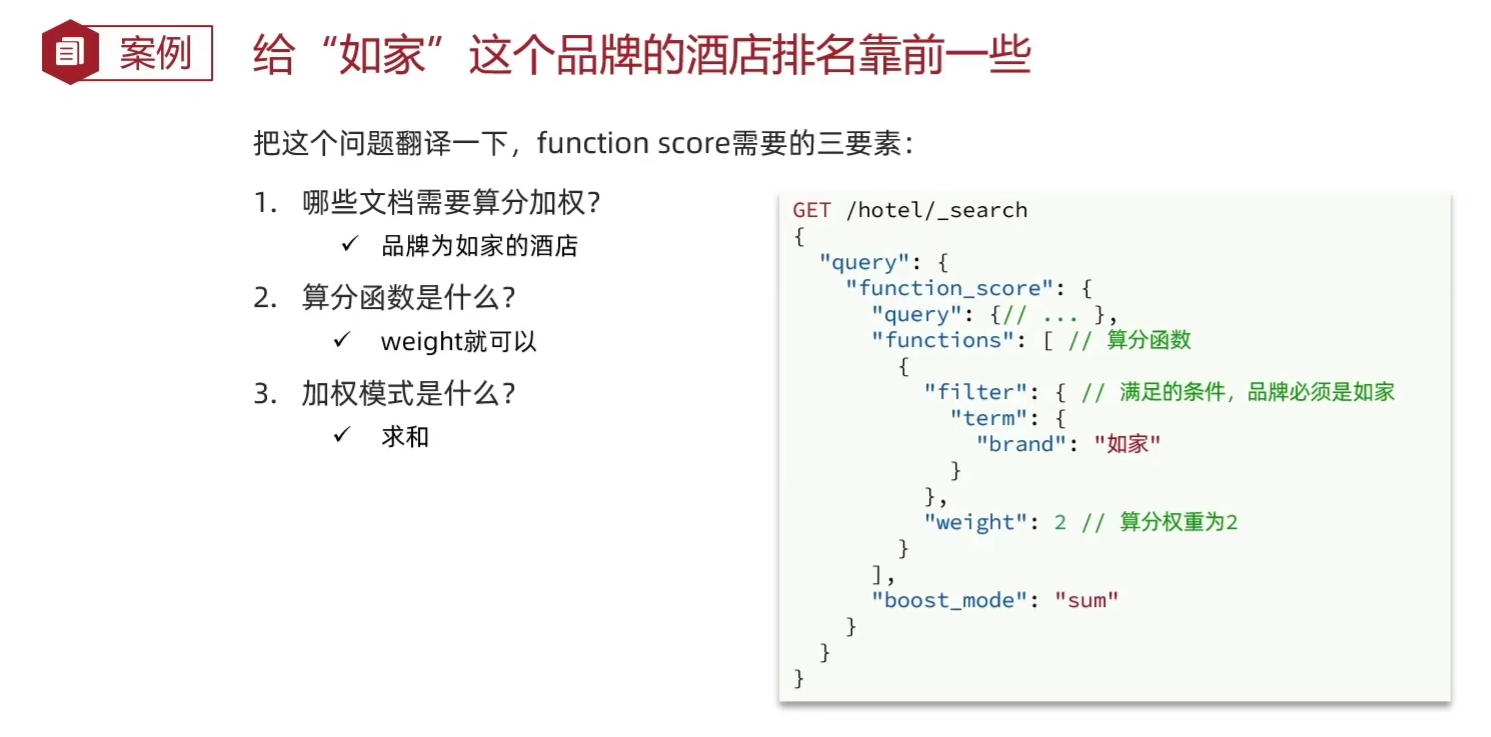 案例
给“如家”这个品牌的酒店排名靠前一些
把这个问题翻译一下，function score需要的三要素：
1. 哪些文档需要算分加权？
✓ 品牌为如家的酒店
2. 算分函数是什么？
✓ weight就可以
3. 加权模式是什么？
✓ 求和
GET /hotel/_search
{
  "query": {
    "function_score": {
      "query": {// ... },
      "functions": [ // 算分函数
        {
          "filter": { // 满足的条件，品牌必须是如家
            "term": {
              "brand": "如家"
            }
          },
          "weight": 2 // 算分权重为2
        }
      ],
      "boost_mode": "sum"
    }
  }
}